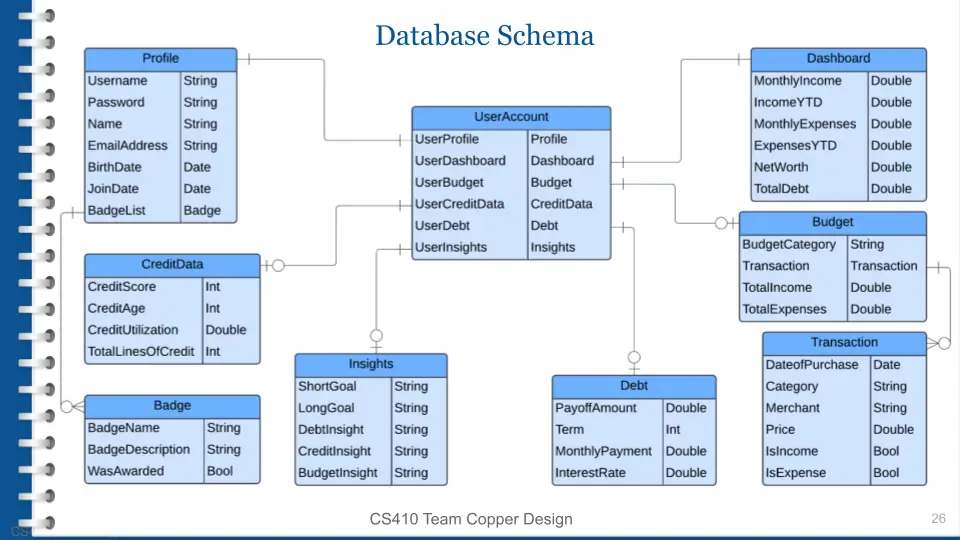 Database Schema
Profile
Username String
Password String
Name String
EmailAddress String
BirthDate Date
JoinDate Date
BadgeList Badge
UserAccount
UserProfile Profile
UserDashboard Dashboard
UserBudget Budget
UserCreditData CreditData
UserDebt Debt
UserInsights Insights
Dashboard
MonthlyIncome Double
IncomeYTD Double
MonthlyExpenses Double
ExpensesYTD Double
NetWorth Double
TotalDebt Double
Budget
BudgetCategory String
Transaction Transaction
TotalIncome Double
TotalExpenses Double
CreditData
CreditScore Int
CreditAge Int
CreditUtilization Double
TotalLinesOfCredit Int
Transaction
DateofPurchase Date
Category String
Merchant String
Price Double
IsIncome Bool
IsExpense Bool
Insights
ShortGoal String
LongGoal String
DebtInsight String
CreditInsight String
BudgetInsight String
Debt
PayoffAmount Double
Term Int
MonthlyPayment Double
InterestRate Double
Badge
BadgeName String
BadgeDescription String
WasAwarded Bool
CS410 Team Copper Design
26